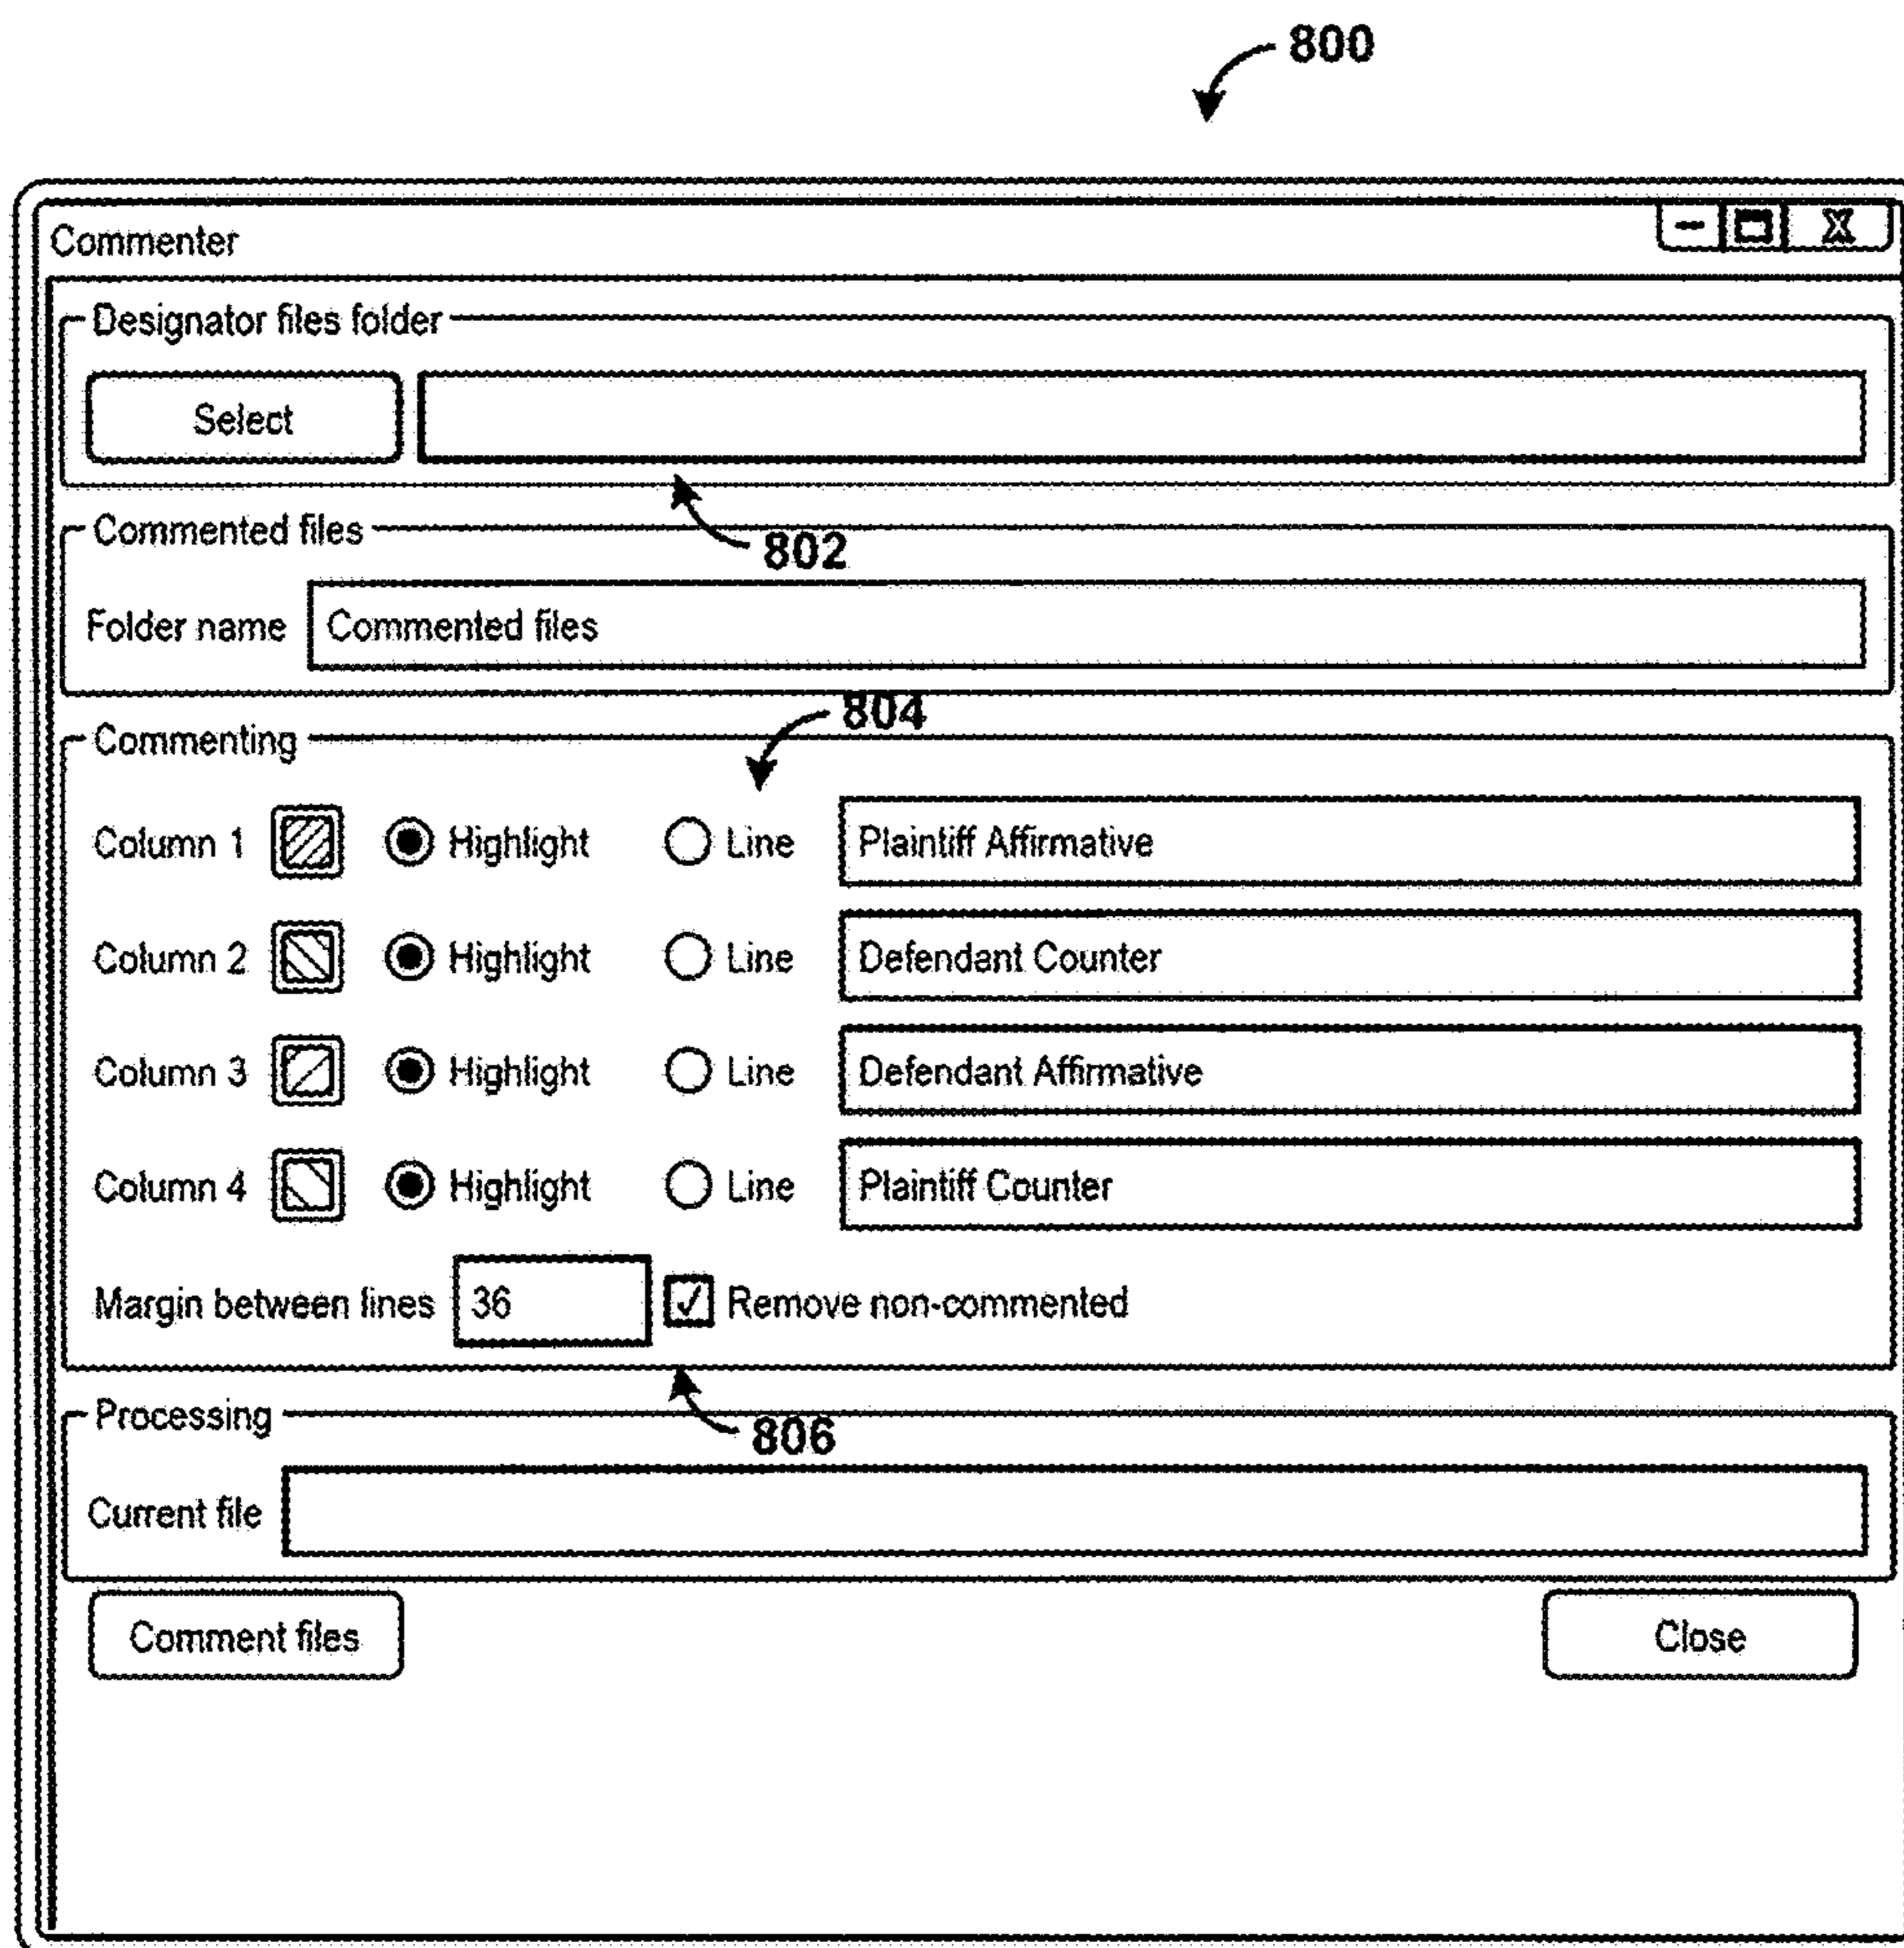 800
Commenter
Designator files folder
Select
802
Commented files
Folder name Commented files
804
Commenting
Column 1 Highlight Line Plaintiff Affirmative
Column 2 Highlight Line Defendant Counter
Column 3 Highlight Line Defendant Affirmative
Column 4 Highlight Line Plaintiff Counter
Margin between lines 36 Remove non-commented
806
Processing
Current file
Comment files Close